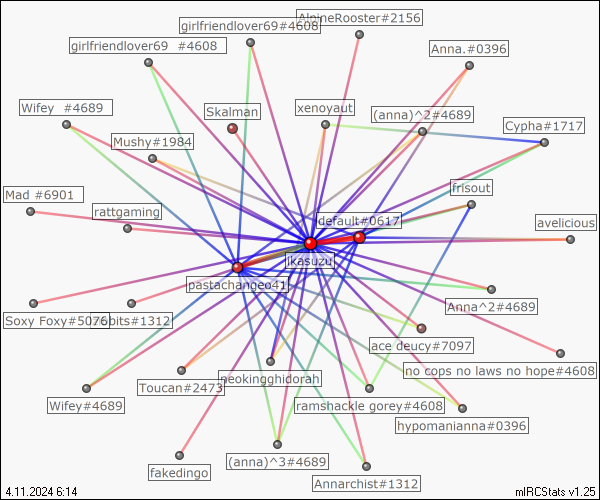 AlpineRooster#2156
girlfriendlover69#4608
girlfriendlover69 #4608
Anna.#0396
Wifey #4689
Skalman
xenoyaut
(anna)^2#4689
Cypha#1717
Mushy#1984
frisout
Mad #6901
rattgaming
default#0617
avelicious
ikasuzu
pastachangeo41
Anna^2#4689
Soxy Foxy#5076
bits#1312
ace deucy#7097
no cops no laws no hope#4608
neokingghidorah
Toucan#2473
Wifey#4689
ramshackle gorey#4608
hypomanianna#0396
(anna)^3#4689
fakedingo
Annarchist#1312
4.11.2024 6:14
mIRCStats v1.25